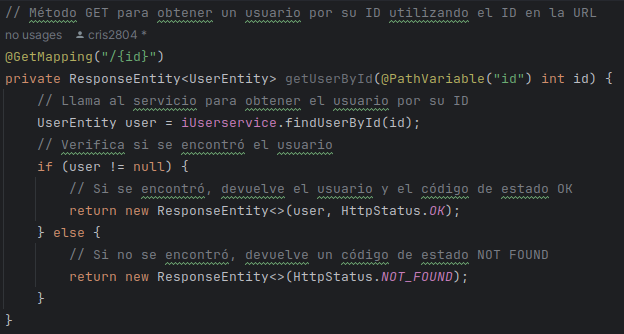 // Método GET para obtener un usuario por su ID utilizando el ID en la URL
no usages   cris2804 *
@GetMapping("/{id}")
private ResponseEntity<UserEntity> getUserById(@PathVariable("id") int id) {
    // Llama al servicio para obtener el usuario por su ID
    UserEntity user = iUserservice.findUserById(id);
    // Verifica si se encontró el usuario
    if (user != null) {
        // Si se encontró, devuelve el usuario y el código de estado OK
        return new ResponseEntity<>(user, HttpStatus.OK);
    } else {
        // Si no se encontró, devuelve un código de estado NOT FOUND
        return new ResponseEntity<>(HttpStatus.NOT_FOUND);
    }
}